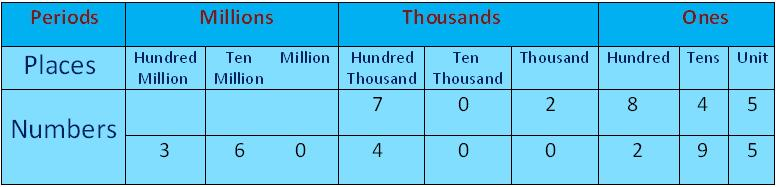 Periods Millions Thousands Ones
Places Hundred Million Ten Million Million Hundred Thousand Ten Thousand Thousand Hundred Tens Unit
Numbers
7 0 2 8 4 5
3 6 0 4 0 0 2 9 5